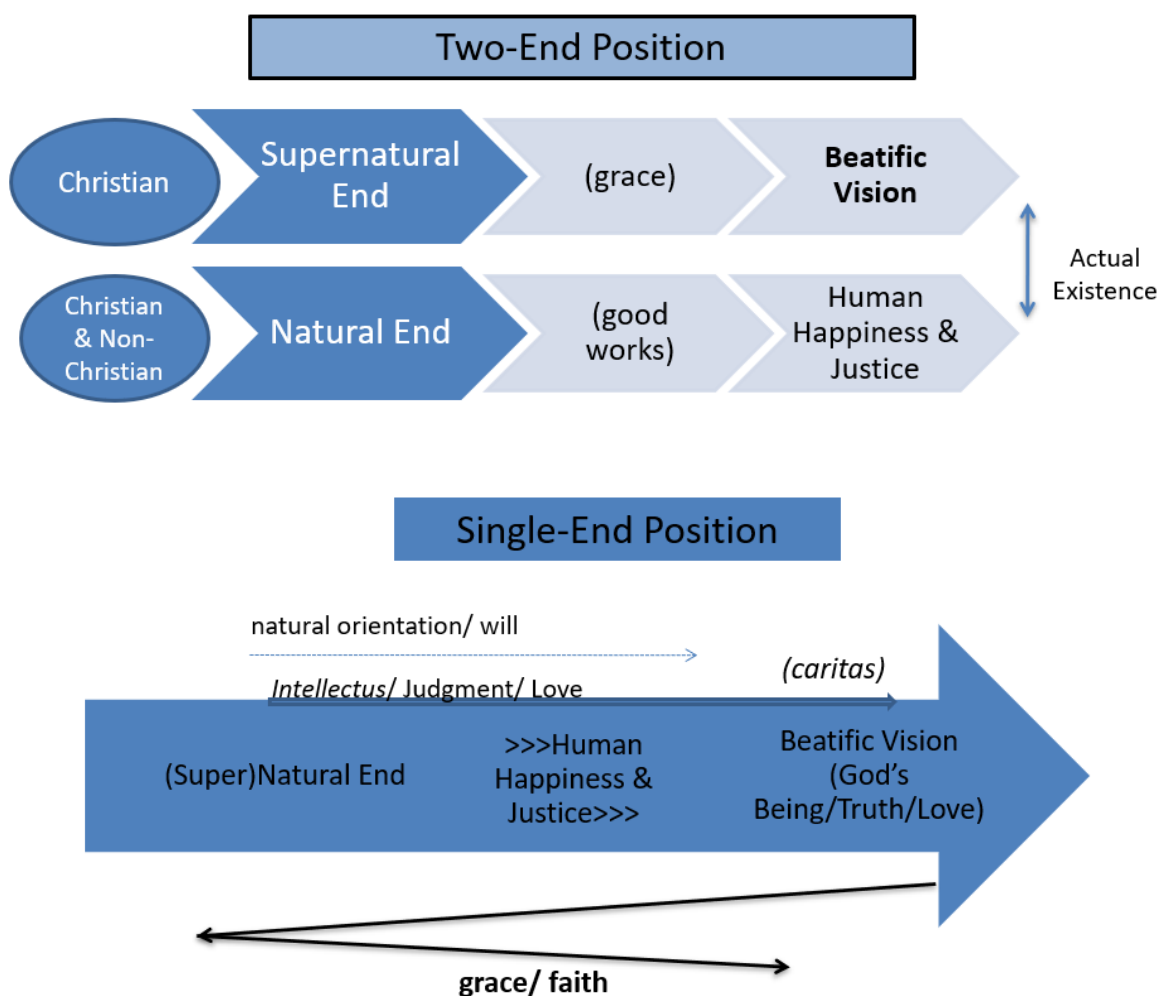 Two-End Position
Christian
Supernatural
End
(grace)
Beatific
Vision
Actual
Existence
Christian
& Non-
Christian
Natural End
(good
works)
Human
Happiness &
Justice
Single-End Position
natural orientation/ will
(caritas)
Intellectus/ Judgment/ Love
(Super)Natural End
>>>Human
Happiness &
Justice>>>
Beatific Vision
(God’s
Being/Truth/Love)
grace/ faith